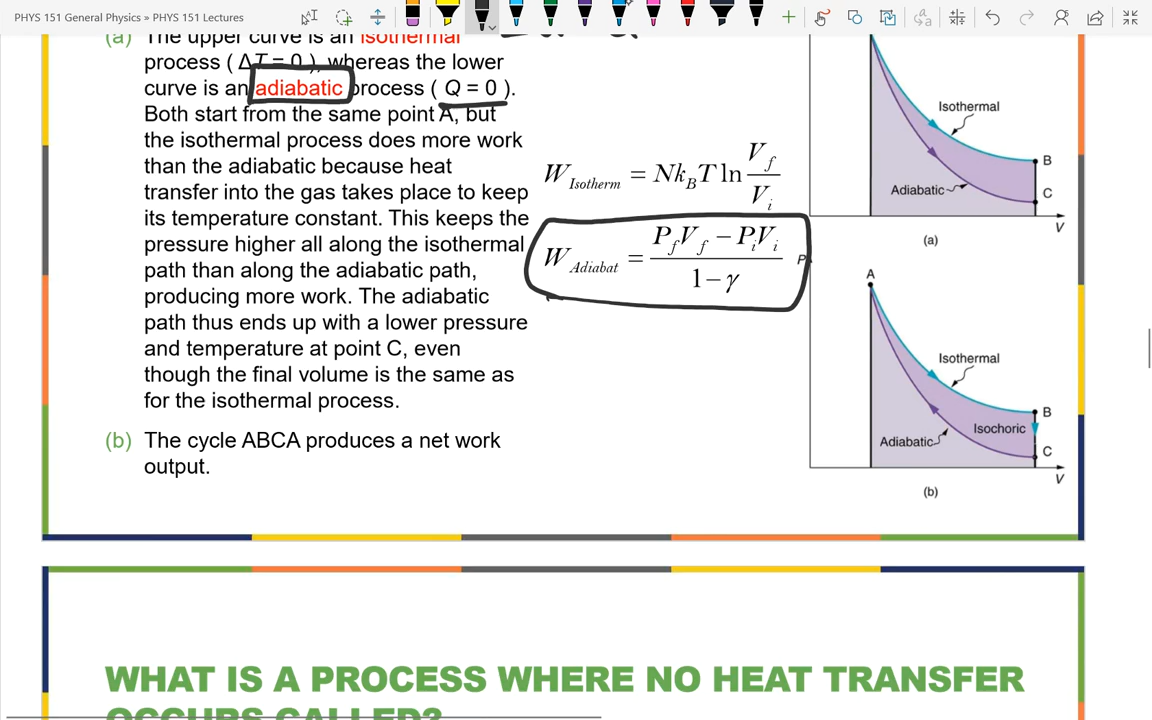 PHYS 151 General Physics » PHYS 151 Lectures
(a) The upper curve is an isothermal
process ( ΔT = 0 ), whereas the lower
curve is an adiabatic process ( Q = 0 ).
Both start from the same point A, but
the isothermal process does more work
than the adiabatic because heat
transfer into the gas takes place to keep
its temperature constant. This keeps the
pressure higher all along the isothermal
path than along the adiabatic path,
producing more work. The adiabatic
path thus ends up with a lower pressure
and temperature at point C, even
though the final volume is the same as
for the isothermal process.
(b) The cycle ABCA produces a net work
output.
W_Isotherm = Nk_B T ln V_f / V_i
W_Adiabat = (P_f V_f − P_i V_i) / (1 − γ)
Isothermal
B
Adiabatic
C
V
(a)
P
A
Isothermal
B
Isochoric
Adiabatic
C
V
(b)
WHAT IS A PROCESS WHERE NO HEAT TRANSFER
OCCURS CALLED?